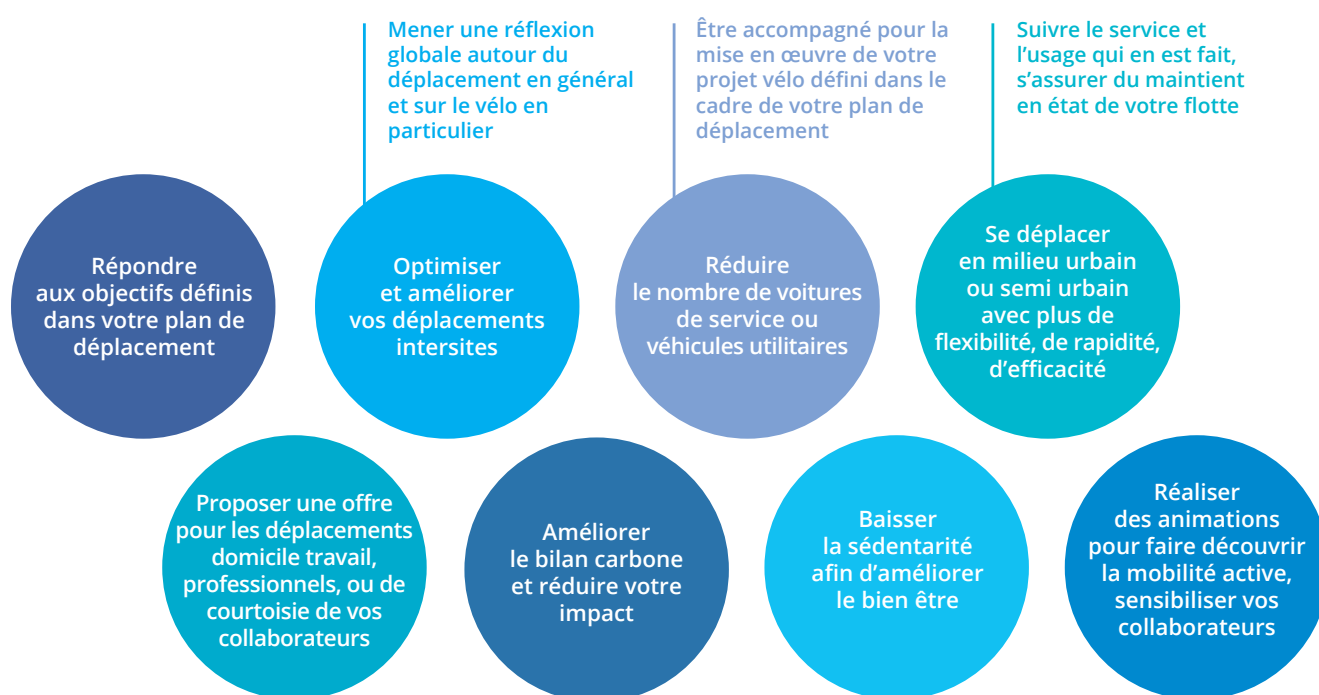 Mener une réflexion
globale autour du
déplacement en général
et sur le vélo en
particulier
Être accompagné pour la
mise en œuvre de votre
projet vélo défini dans le
cadre de votre plan de
déplacement
Suivre le service et
l’usage qui en est fait,
s’assurer du maintient
en état de votre flotte
Répondre
aux objectifs définis
dans votre plan de
déplacement
Optimiser
et améliorer
vos déplacements
intersites
Réduire
le nombre de voitures
de service ou
véhicules utilitaires
Se déplacer
en milieu urbain
ou semi urbain
avec plus de
flexibilité, de rapidité,
d’efficacité
Proposer une offre
pour les déplacements
domicile travail,
professionnels, ou de
courtoisie de vos
collaborateurs
Améliorer
le bilan carbone
et réduire votre
impact
Baisser
la sédentarité
afin d’améliorer
le bien être
Réaliser
des animations
pour faire découvrir
la mobilité active,
sensibiliser vos
collaborateurs